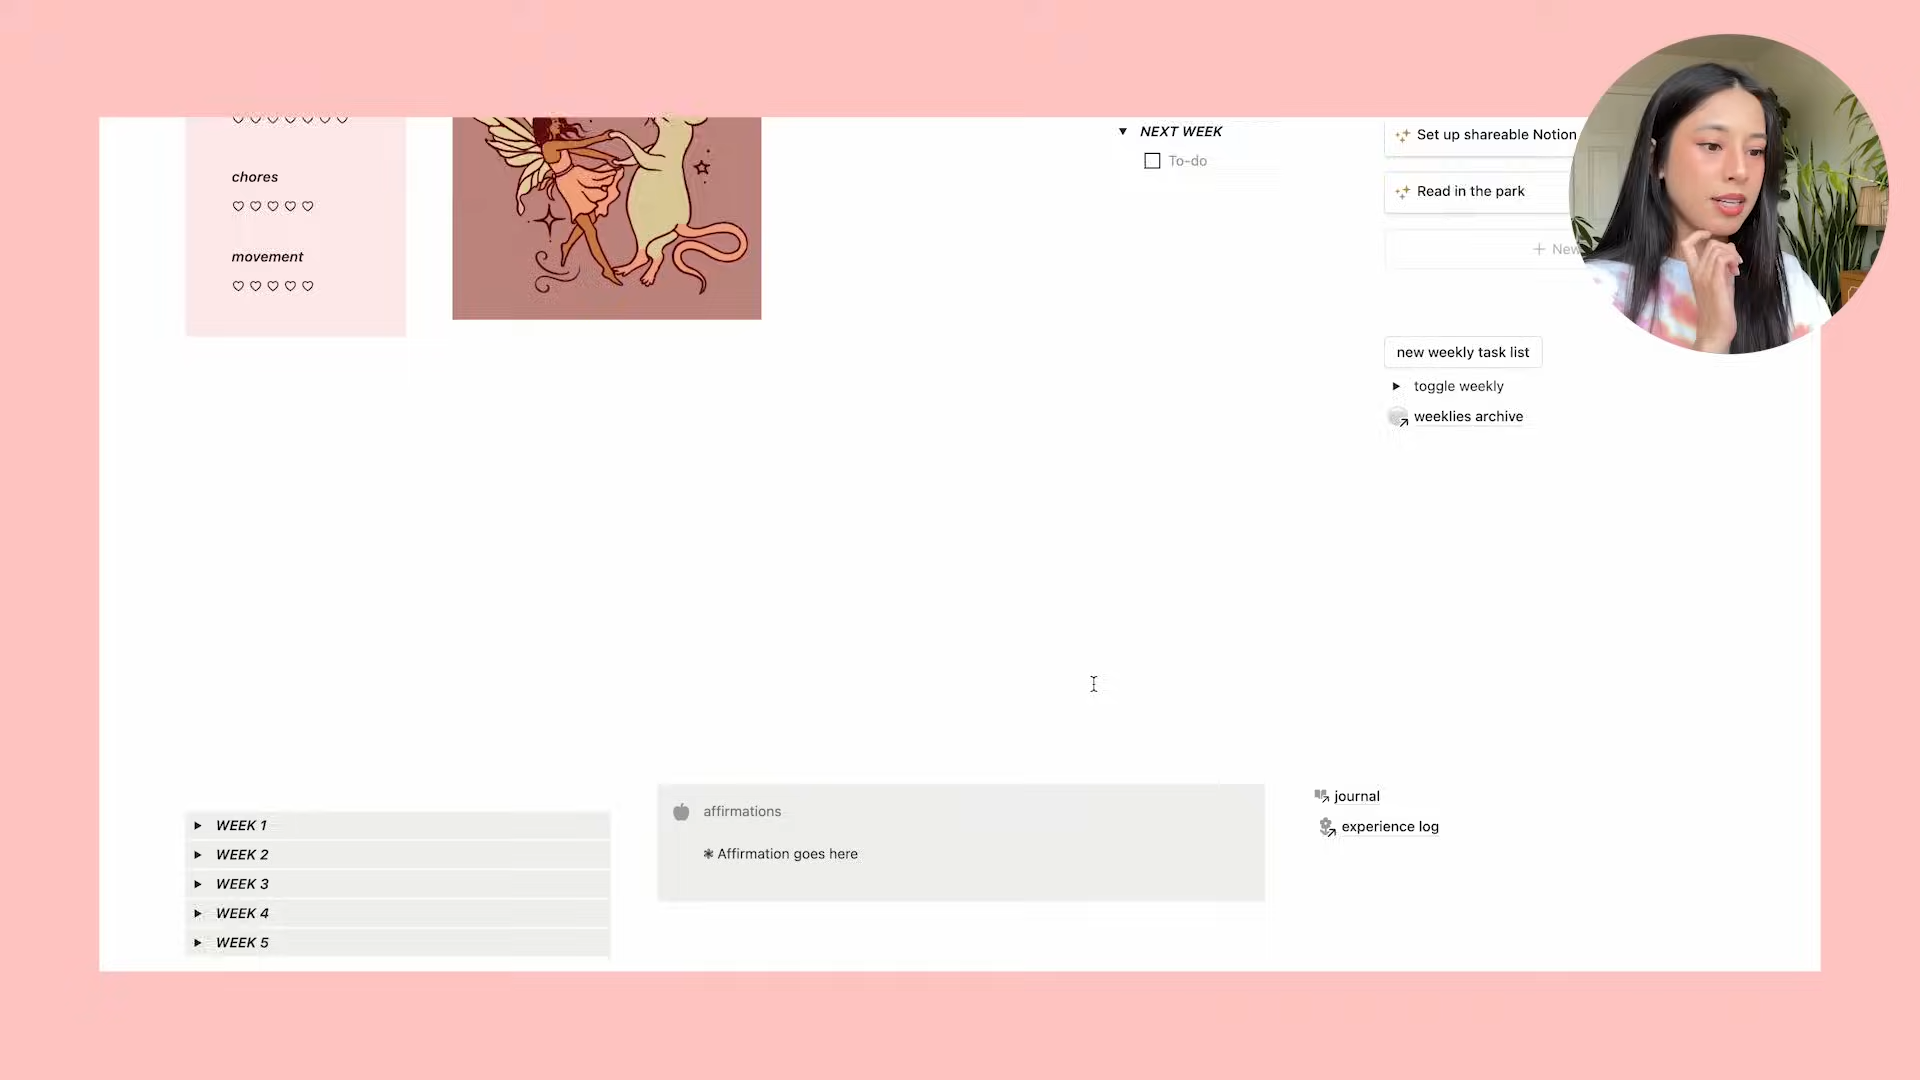 chores
movement
NEXT WEEK
To-do
Set up shareable Notion
Read in the park
+ New
new weekly task list
toggle weekly
weeklies archive
WEEK 1
WEEK 2
WEEK 3
WEEK 4
WEEK 5
affirmations
❃ Affirmation goes here
journal
experience log